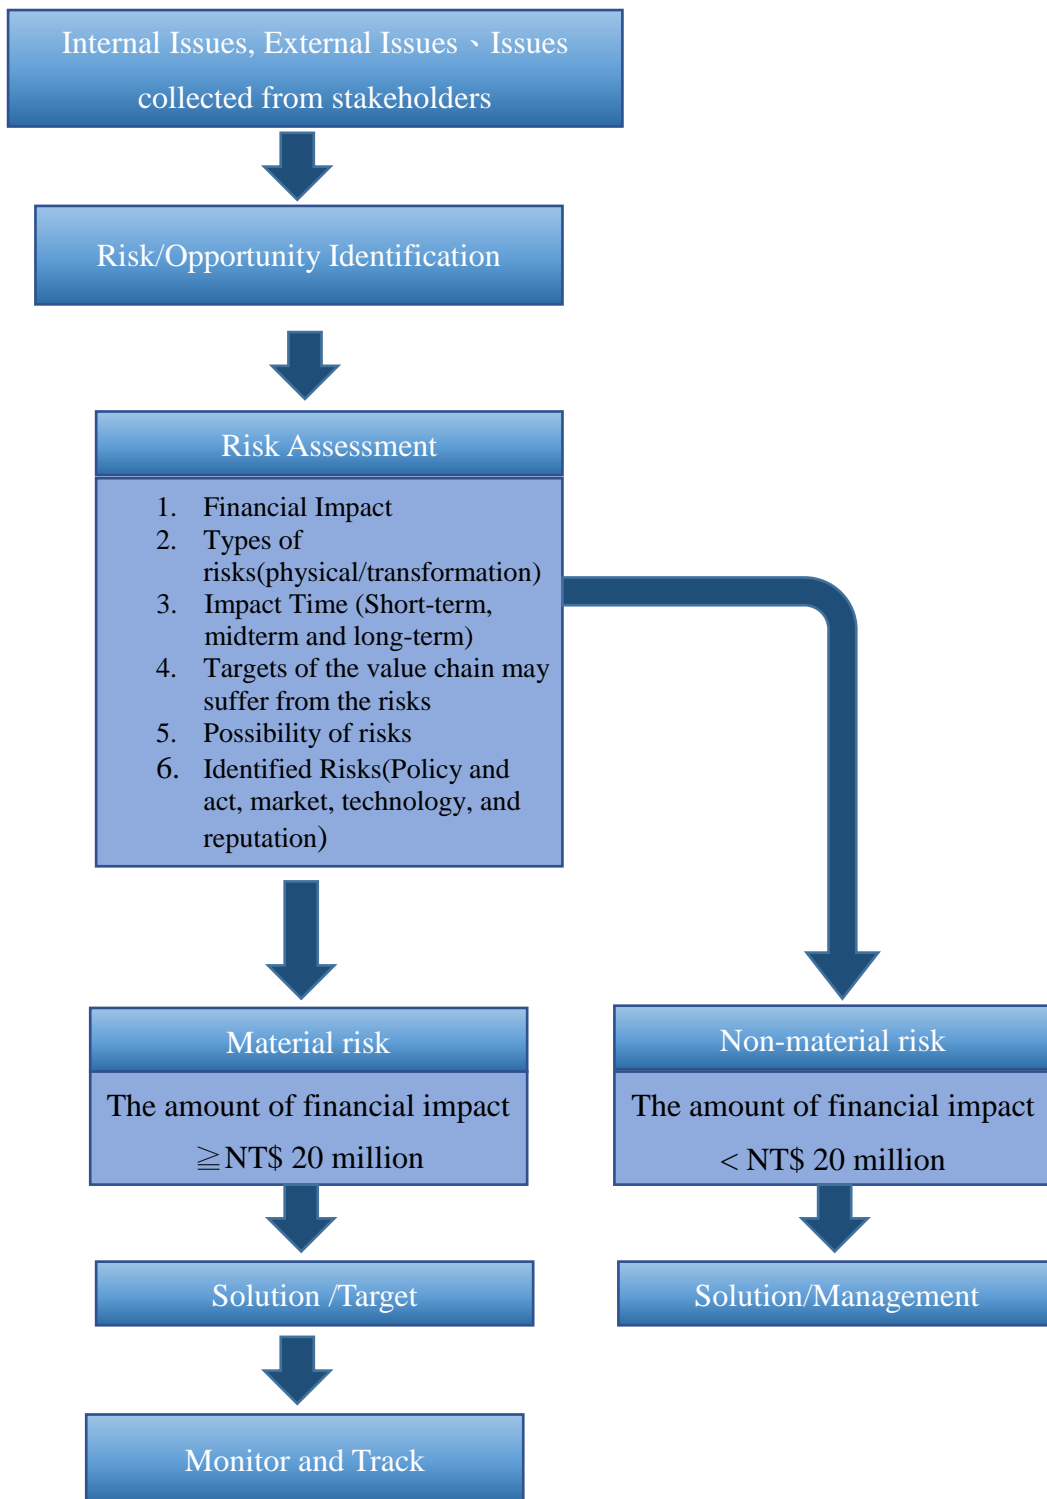 Internal Issues, External Issues、Issues
collected from stakeholders
Risk/Opportunity Identification
Risk Assessment
1. Financial Impact
2. Types of
risks(physical/transformation)
3. Impact Time (Short-term,
midterm and long-term)
4. Targets of the value chain may
suffer from the risks
5. Possibility of risks
6. Identified Risks(Policy and
act, market, technology, and
reputation)
Material risk
The amount of financial impact
≧NT$ 20 million
Non-material risk
The amount of financial impact
< NT$ 20 million
Solution /Target
Solution/Management
Monitor and Track